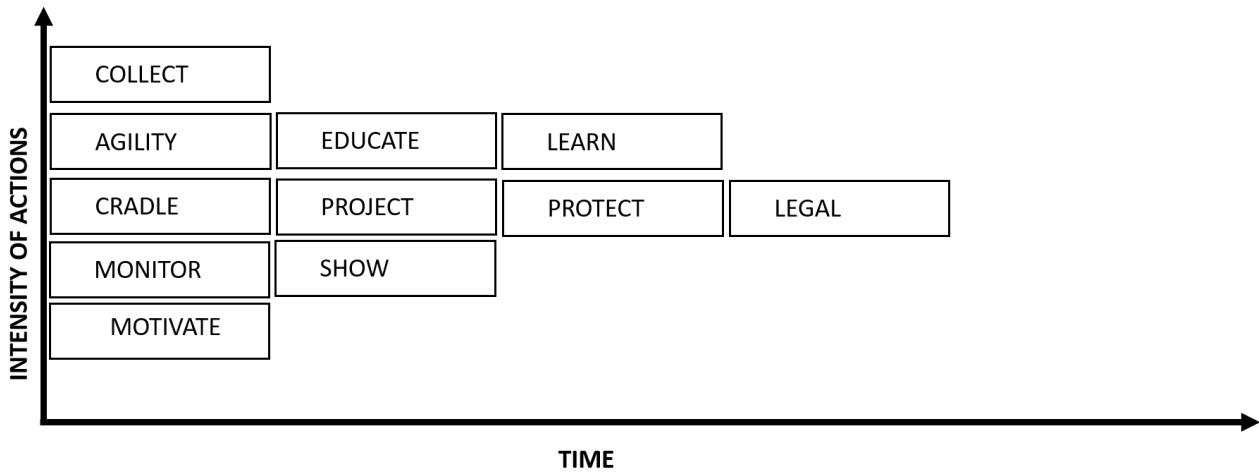 INTENSITY OF ACTIONS
COLLECT
AGILITY EDUCATE LEARN
CRADLE PROJECT PROTECT LEGAL
MONITOR SHOW
MOTIVATE
TIME